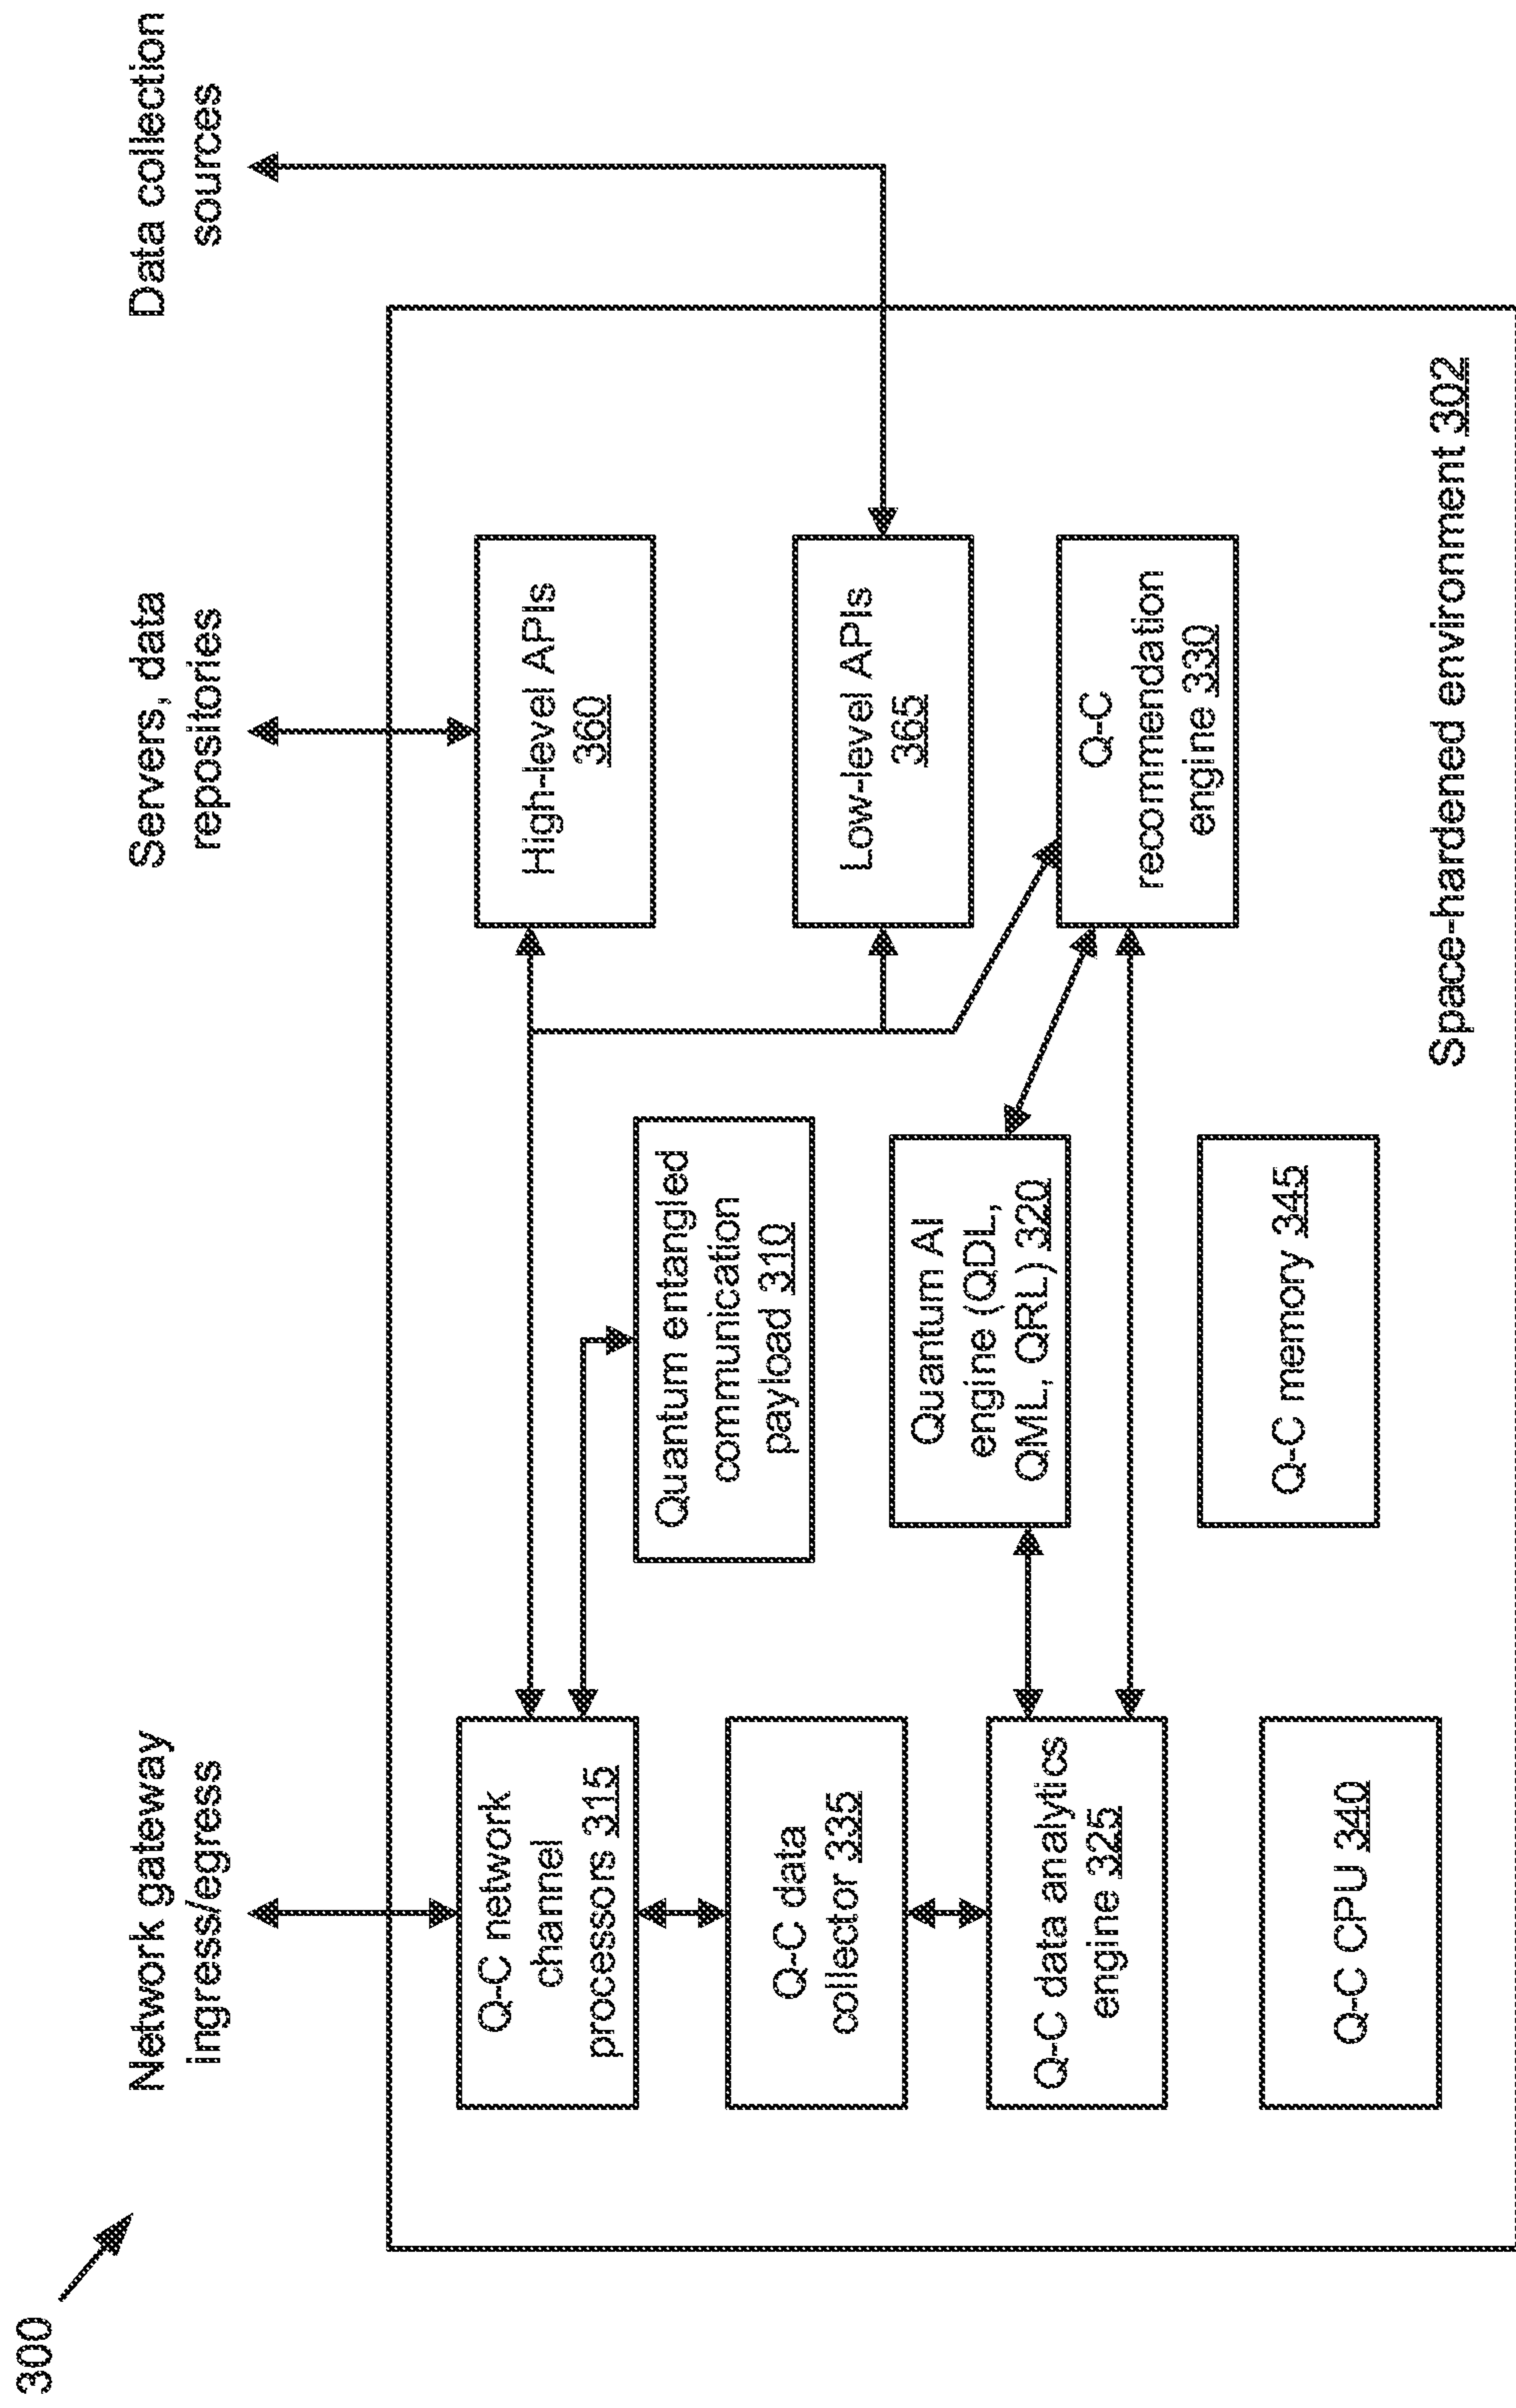 300
Network gateway
ingress/egress
Servers, data
repositories
Data collection
sources
Q-C network
channel
processors 315
Quantum entangled
communication
payload 310
High-level APIs
360
Q-C data
collector 335
Low-level APIs
365
Quantum AI
engine (QDL,
QML, QRL) 320
Q-C data analytics
engine 325
Q-C
recommendation
engine 330
Q-C memory 345
Q-C CPU 340
Space-hardened environment 302